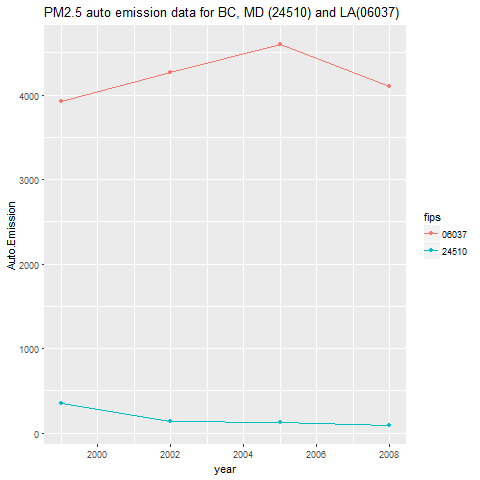 PM2.5 auto emission data for BC, MD (24510) and LA(06037)
4000
3000
2000
1000
0
Auto.Emission
2000 2002 2004 2006 2008
year
fips
06037
24510